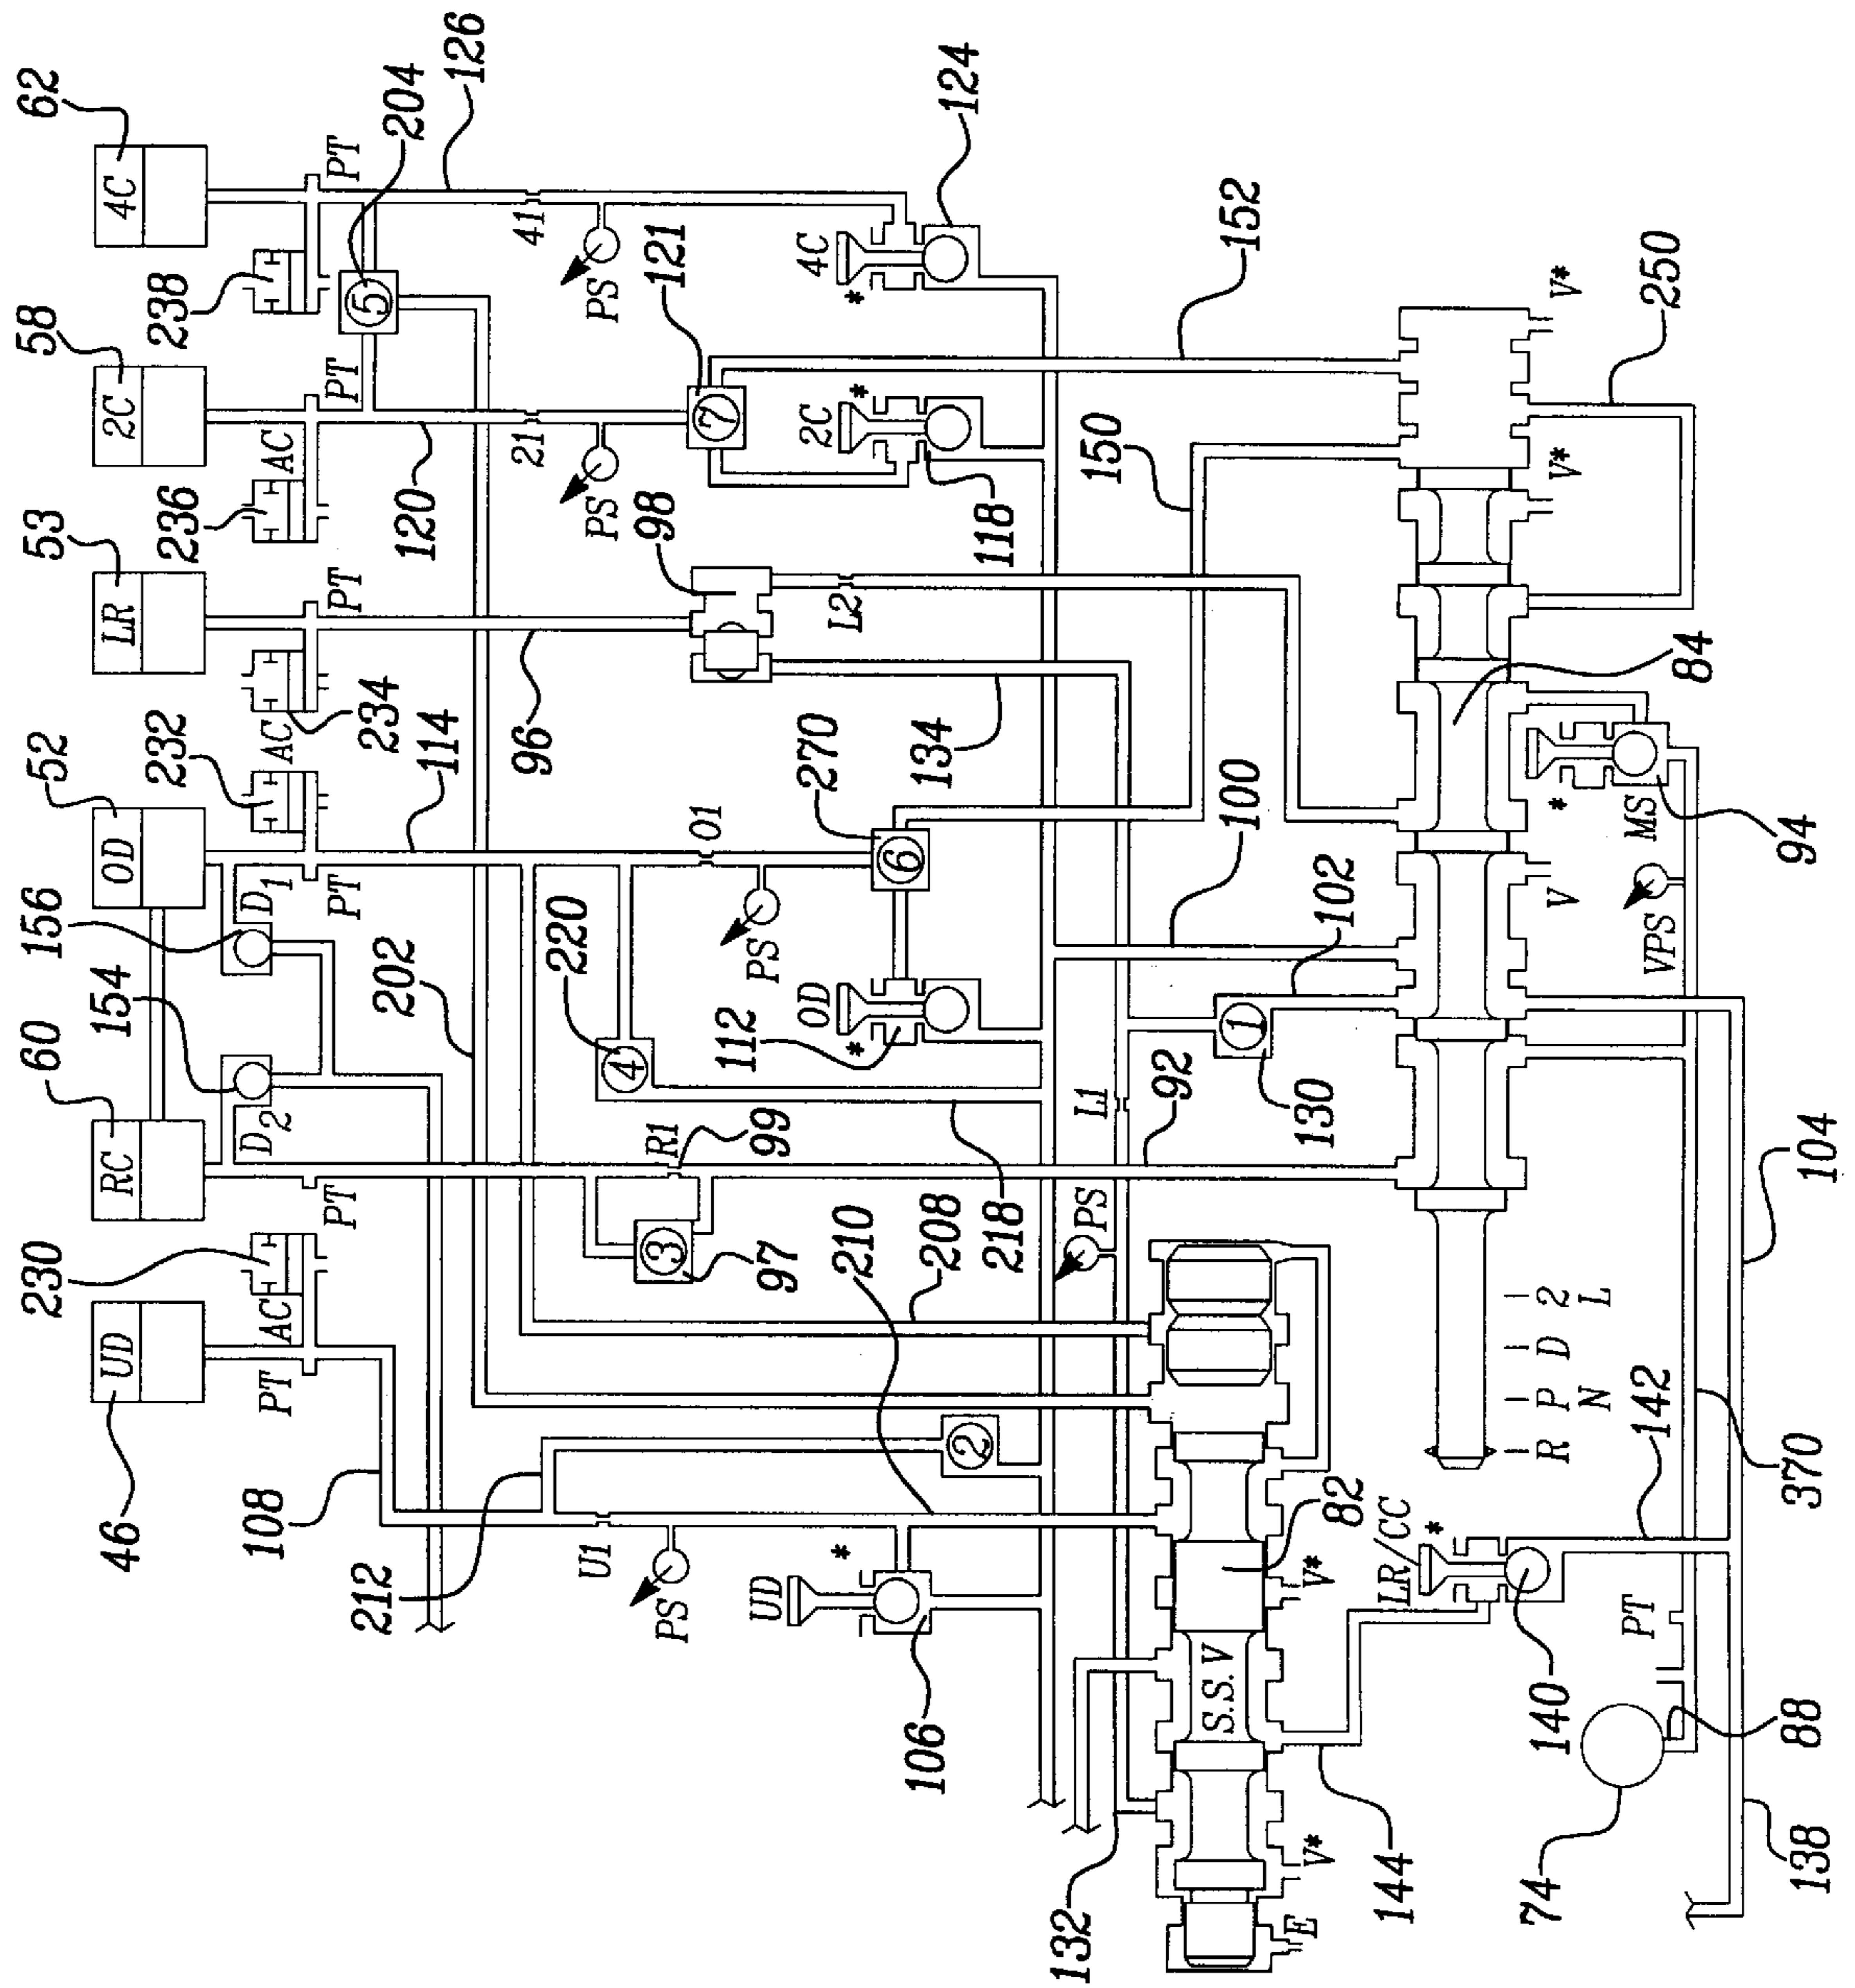 62
4C
126
204
PT
238
5
41
PS
4C
*
124
58
2C
PT
AC
236
120
21
PS
121
7
2C
*
118
152
V*
250
150
V*
53
LR
PT
234
96
98
L2
134
84
52
OD
232
AC
114
PT
D1
156
O1
PS
270
6
100
102
V
*
MS
94
VPS
60
RC
154
D2
202
220
4
OD
*
112
1
130
PT
R1
99
3
97
218
92
L1
PS
104
230
UD
AC
PT
46
108
208
210
2
212
U1
PS
UD
*
106
82
V*
S.S.V
132
V*
E
144
R
P
N
D
2
L
142
370
LR/CC
*
140
PT
88
74
138